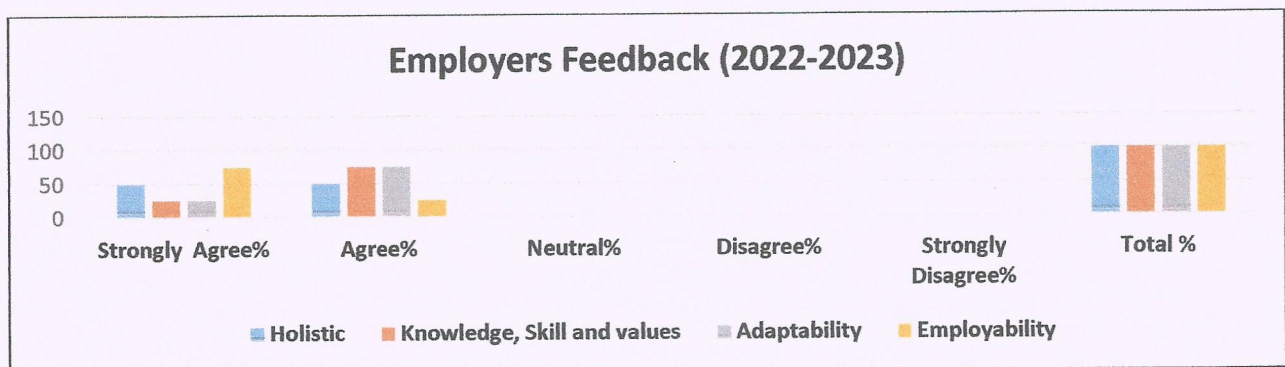 Employers Feedback (2022-2023)
150
100
50
0
Strongly Agree%
Agree%
Neutral%
Disagree%
Strongly
Disagree%
Total %
Holistic
Knowledge, Skill and values
Adaptability
Employability